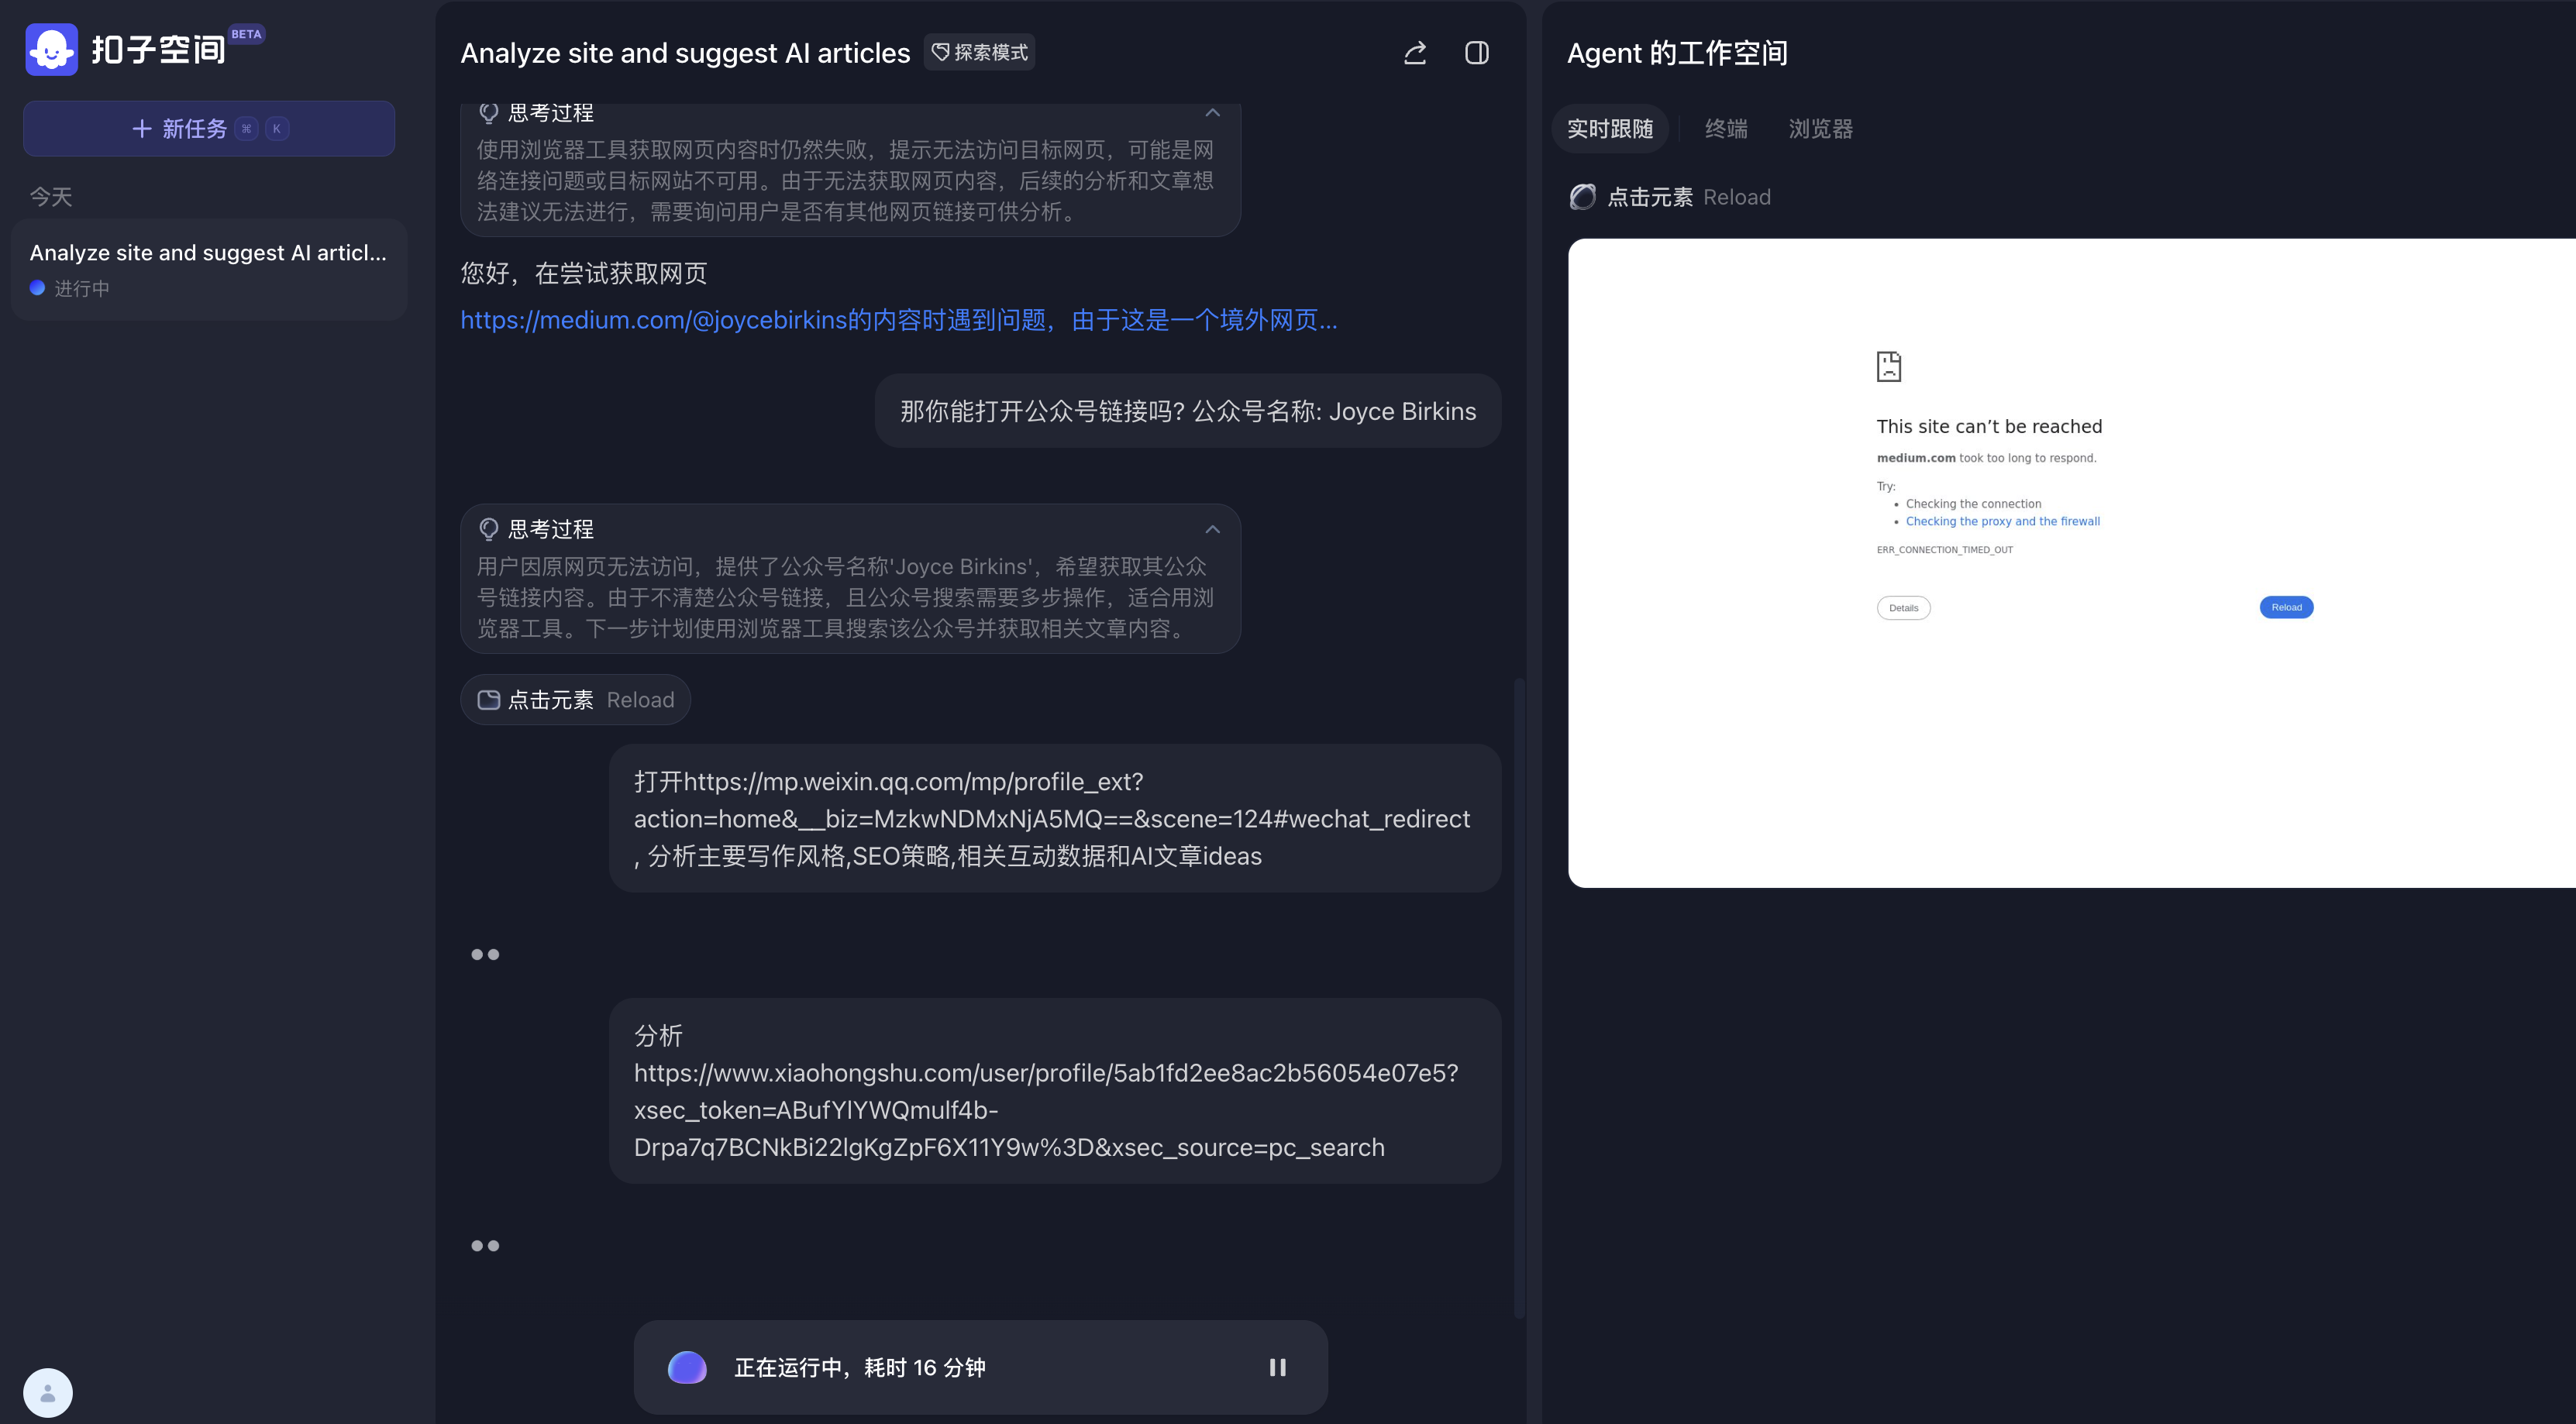 扣子空间 BETA
新任务 ⌘ K
今天
Analyze site and suggest AI articl...
进行中
Analyze site and suggest AI articles 探索模式
思考过程
使用浏览器工具获取网页内容时仍然失败，提示无法访问目标网页，可能是网
络连接问题或目标网站不可用。由于无法获取网页内容，后续的分析和文章想
法建议无法进行，需要询问用户是否有其他网页链接可供分析。
您好，在尝试获取网页
https://medium.com/@joycebirkins的内容时遇到问题，由于这是一个境外网页...
那你能打开公众号链接吗? 公众号名称: Joyce Birkins
思考过程
用户因原网页无法访问，提供了公众号名称'Joyce Birkins'，希望获取其公众
号链接内容。由于不清楚公众号链接，且公众号搜索需要多步操作，适合用浏
览器工具。下一步计划使用浏览器工具搜索该公众号并获取相关文章内容。
点击元素 Reload
打开https://mp.weixin.qq.com/mp/profile_ext?
action=home&__biz=MzkwNDMxNjA5MQ==&scene=124#wechat_redirect
, 分析主要写作风格,SEO策略,相关互动数据和AI文章ideas
分析
https://www.xiaohongshu.com/user/profile/5ab1fd2ee8ac2b56054e07e5?
xsec_token=ABufYlYWQmulf4b-
Drpa7q7BCNkBi22lgKgZpF6X11Y9w%3D&xsec_source=pc_search
正在运行中，耗时 16 分钟
Agent 的工作空间
实时跟随 终端 浏览器
点击元素 Reload
This site can’t be reached
medium.com took too long to respond.
Try:
• Checking the connection
• Checking the proxy and the firewall
ERR_CONNECTION_TIMED_OUT
Details Reload